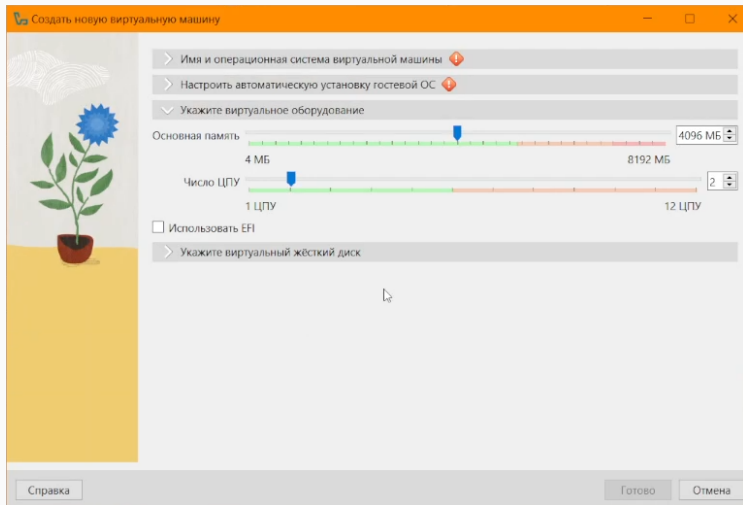 Создать новую виртуальную машину
Имя и операционная система виртуальной машины
Настроить автоматическую установку гостевой ОС
Укажите виртуальное оборудование
Основная память 4096 МБ
4 МБ 8192 МБ
Число ЦПУ 2
1 ЦПУ 12 ЦПУ
Использовать EFI
Укажите виртуальный жёсткий диск
Справка Готово Отмена